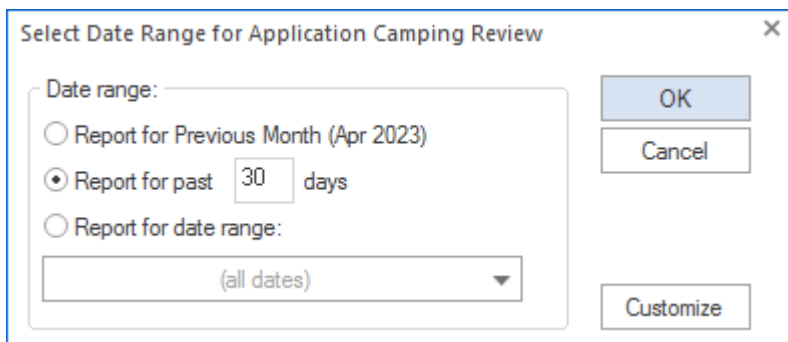 Select Date Range for Application Camping Review
Date range:
OK
Report for Previous Month (Apr 2023)
Cancel
Report for past 30 days
Report for date range:
(all dates)
Customize